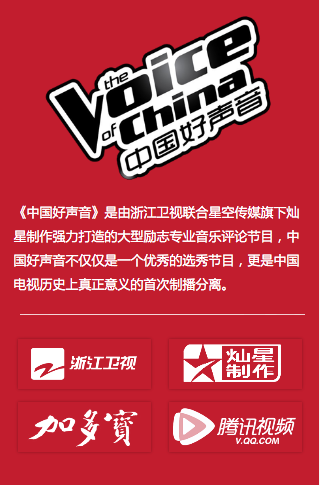 the
Voice
of China
中国好声音
《中国好声音》是由浙江卫视联合星空传媒旗下灿
星制作强力打造的大型励志专业音乐评论节目，中
国好声音不仅仅是一个优秀的选秀节目，更是中国
电视历史上真正意义的首次制播分离。
浙江卫视
灿星
制作
加多寶
腾讯视频
V.QQ.COM